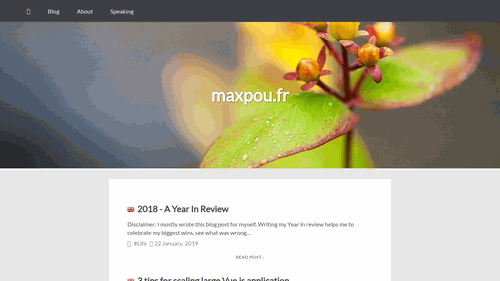 Blog About Speaking
maxpou.fr
2018 - A Year In Review
Disclaimer: I mostly wrote this blog post for myself. Writing my Year in review helps me to
celebrate my biggest wins, see what was wrong…
#Life 22 January, 2019
READ POST ›
3 tips for scaling large Vue.js application